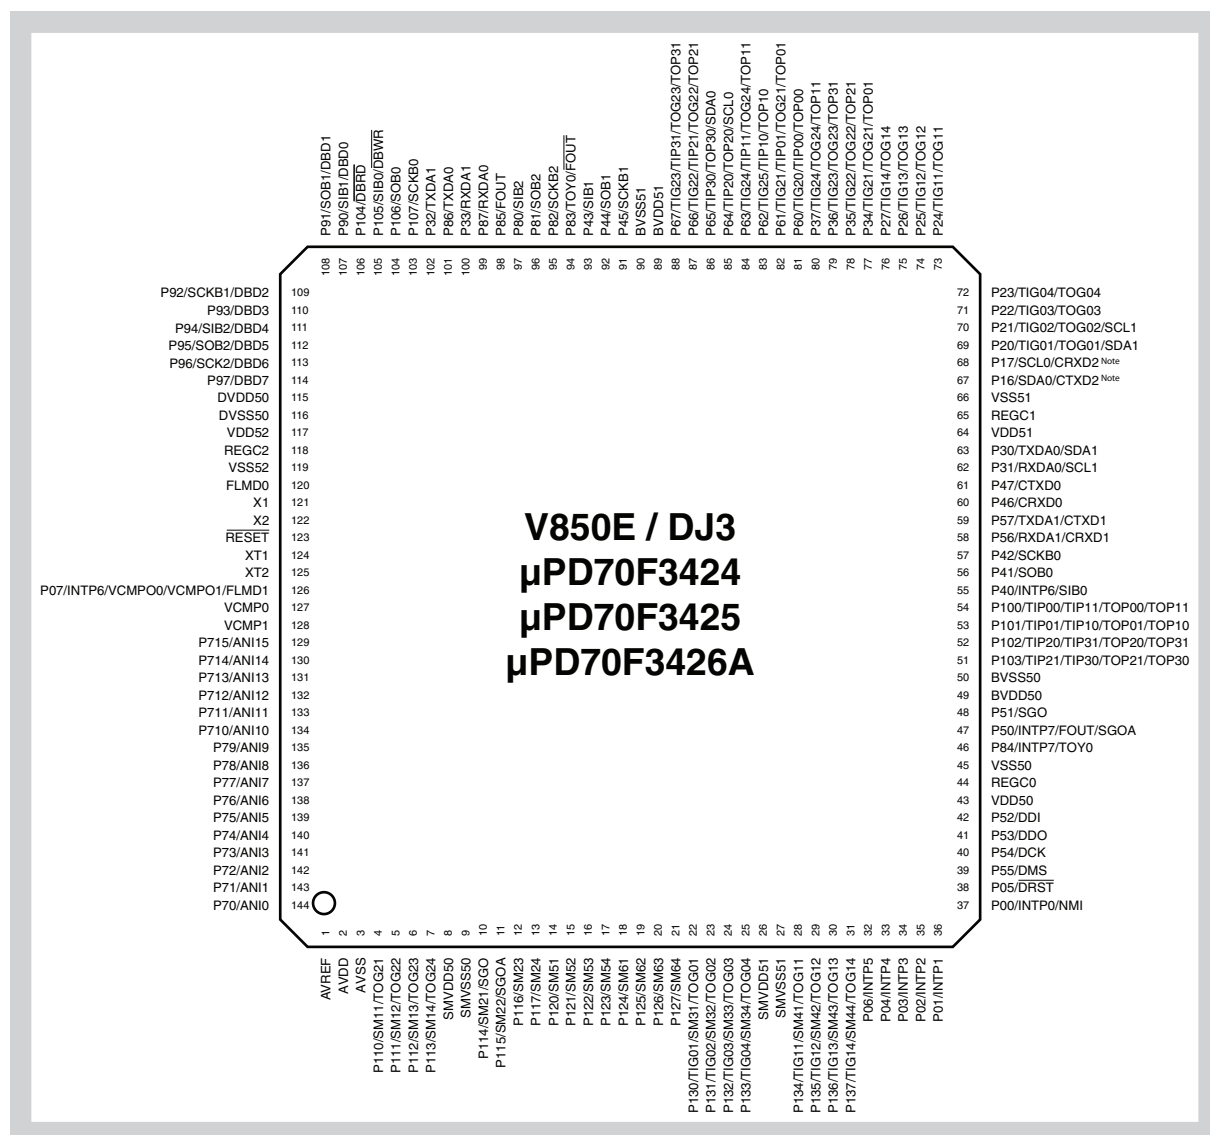 P91/SOB1/DBD1
P90/SIB1/DBD0
P104/DBRD
P105/SIB0/DBWR
P106/SOB0
P107/SCKB0
P32/TXDA1
P86/TXDA0
P33/RXDA1
P87/RXDA0
P85/FOUT
P80/SIB2
P81/SOB2
P82/SCKB2
P83/TOY0/FOUT
P43/SIB1
P44/SOB1
P45/SCKB1
BVSS51
BVDD51
P67/TIG23/TIP31/TOG23/TOP31
P66/TIG22/TIP21/TOG22/TOP21
P65/TIP30/TOP30/SDA0
P64/TIP20/TOP20/SCL0
P63/TIG24/TIP11/TOG24/TOP11
P62/TIG25/TIP10/TOP10
P61/TIG21/TIP01/TOG21/TOP01
P60/TIG20/TIP00/TOP00
P37/TIG24/TOG24/TOP11
P36/TIG23/TOG23/TOP31
P35/TIG22/TOG22/TOP21
P34/TIG21/TOG21/TOP01
P27/TIG14/TOG14
P26/TIG13/TOG13
P25/TIG12/TOG12
P24/TIG11/TOG11
108 107 106 105 104 103 102 101 100 99 98 97 96 95 94 93 92 91 90 89 88 87 86 85 84 83 82 81 80 79 78 77 76 75 74 73
P92/SCKB1/DBD2 109
P93/DBD3 110
P94/SIB2/DBD4 111
P95/SOB2/DBD5 112
P96/SCK2/DBD6 113
P97/DBD7 114
DVDD50 115
DVSS50 116
VDD52 117
REGC2 118
VSS52 119
FLMD0 120
X1 121
X2 122
RESET 123
XT1 124
XT2 125
P07/INTP6/VCMPO0/VCMPO1/FLMD1 126
VCMP0 127
VCMP1 128
P715/ANI15 129
P714/ANI14 130
P713/ANI13 131
P712/ANI12 132
P711/ANI11 133
P710/ANI10 134
P79/ANI9 135
P78/ANI8 136
P77/ANI7 137
P76/ANI6 138
P75/ANI5 139
P74/ANI4 140
P73/ANI3 141
P72/ANI2 142
P71/ANI1 143
P70/ANI0 144
V850E / DJ3
µPD70F3424
µPD70F3425
µPD70F3426A
72 P23/TIG04/TOG04
71 P22/TIG03/TOG03
70 P21/TIG02/TOG02/SCL1
69 P20/TIG01/TOG01/SDA1
68 P17/SCL0/CRXD2 Note
67 P16/SDA0/CTXD2 Note
66 VSS51
65 REGC1
64 VDD51
63 P30/TXDA0/SDA1
62 P31/RXDA0/SCL1
61 P47/CTXD0
60 P46/CRXD0
59 P57/TXDA1/CTXD1
58 P56/RXDA1/CRXD1
57 P42/SCKB0
56 P41/SOB0
55 P40/INTP6/SIB0
54 P100/TIP00/TIP11/TOP00/TOP11
53 P101/TIP01/TIP10/TOP01/TOP10
52 P102/TIP20/TIP31/TOP20/TOP31
51 P103/TIP21/TIP30/TOP21/TOP30
50 BVSS50
49 BVDD50
48 P51/SGO
47 P50/INTP7/FOUT/SGOA
46 P84/INTP7/TOY0
45 VSS50
44 REGC0
43 VDD50
42 P52/DDI
41 P53/DDO
40 P54/DCK
39 P55/DMS
38 P05/DRST
37 P00/INTP0/NMI
1 2 3 4 5 6 7 8 9 10 11 12 13 14 15 16 17 18 19 20 21 22 23 24 25 26 27 28 29 30 31 32 33 34 35 36
AVREF
AVDD
AVSS
P110/SM11/TOG21
P111/SM12/TOG22
P112/SM13/TOG23
P113/SM14/TOG24
SMVDD50
SMVSS50
P114/SM21/SGO
P115/SM22/SGOA
P116/SM23
P117/SM24
P120/SM51
P121/SM52
P122/SM53
P123/SM54
P124/SM61
P125/SM62
P126/SM63
P127/SM64
P130/TIG01/SM31/TOG01
P131/TIG02/SM32/TOG02
P132/TIG03/SM33/TOG03
P133/TIG04/SM34/TOG04
SMVDD51
SMVSS51
P134/TIG11/SM41/TOG11
P135/TIG12/SM42/TOG12
P136/TIG13/SM43/TOG13
P137/TIG14/SM44/TOG14
P06/INTP5
P04/INTP4
P03/INTP3
P02/INTP2
P01/INTP1